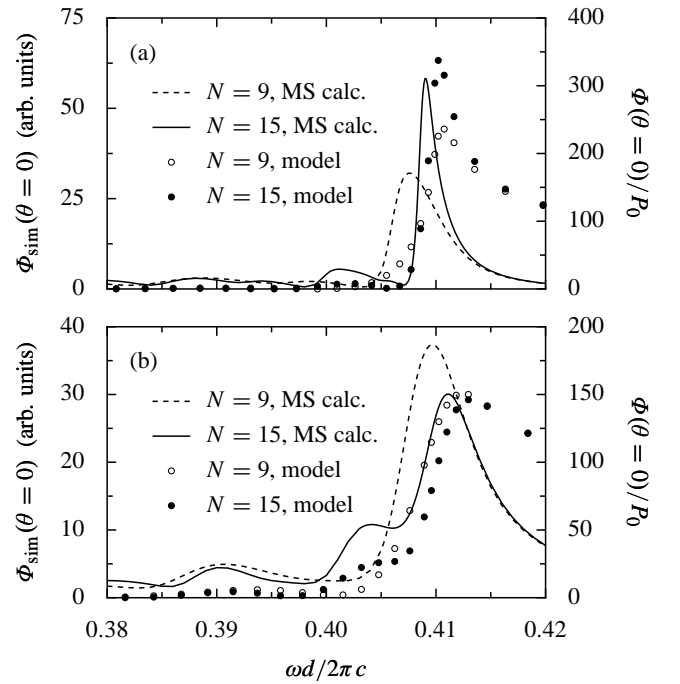 75
400
(a)
Φsim(θ = 0) (arb. units)
Φ(θ = 0)/P0
50
300
N = 9, MS calc.
N = 15, MS calc.
200
N = 9, model
25
N = 15, model
100
0
0
40
200
(b)
Φsim(θ = 0) (arb. units)
Φ(θ = 0)/P0
30
150
N = 9, MS calc.
N = 15, MS calc.
20
100
N = 9, model
N = 15, model
10
50
0
0
0.38 0.39 0.40 0.41 0.42
ωd/2πc